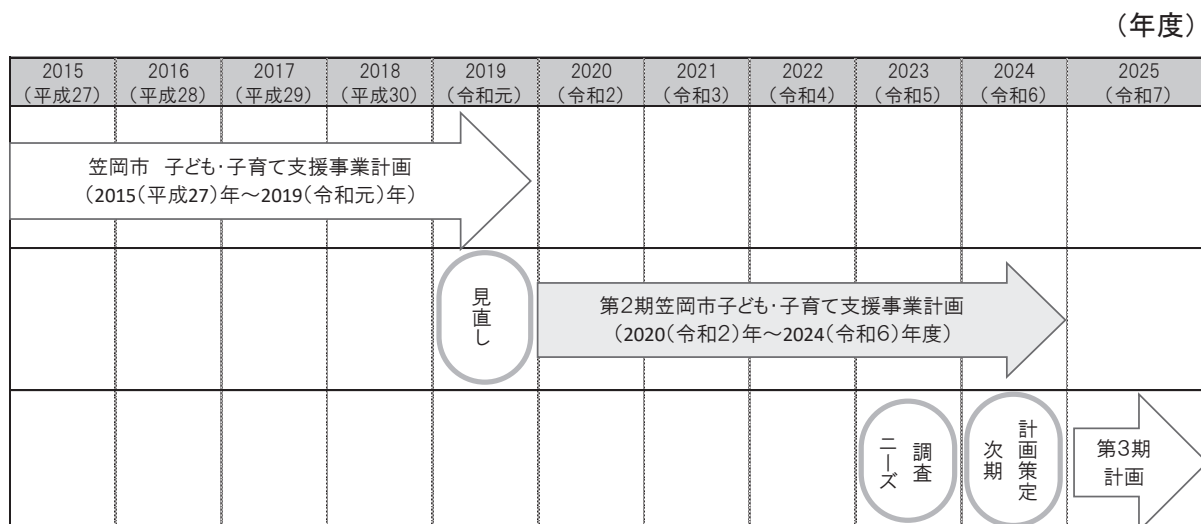 (年度)
2015
(平成27)
2016
(平成28)
2017
(平成29)
2018
(平成30)
2019
(令和元)
2020
(令和2)
2021
(令和3)
2022
(令和4)
2023
(令和5)
2024
(令和6)
2025
(令和7)
笠岡市 子ども・子育て支援事業計画
(2015(平成27)年～2019(令和元)年)
見直し
第2期笠岡市子ども・子育て支援事業計画
(2020(令和2)年～2024(令和6)年度)
ニーズ
調査
次期
計画策定
第3期
計画